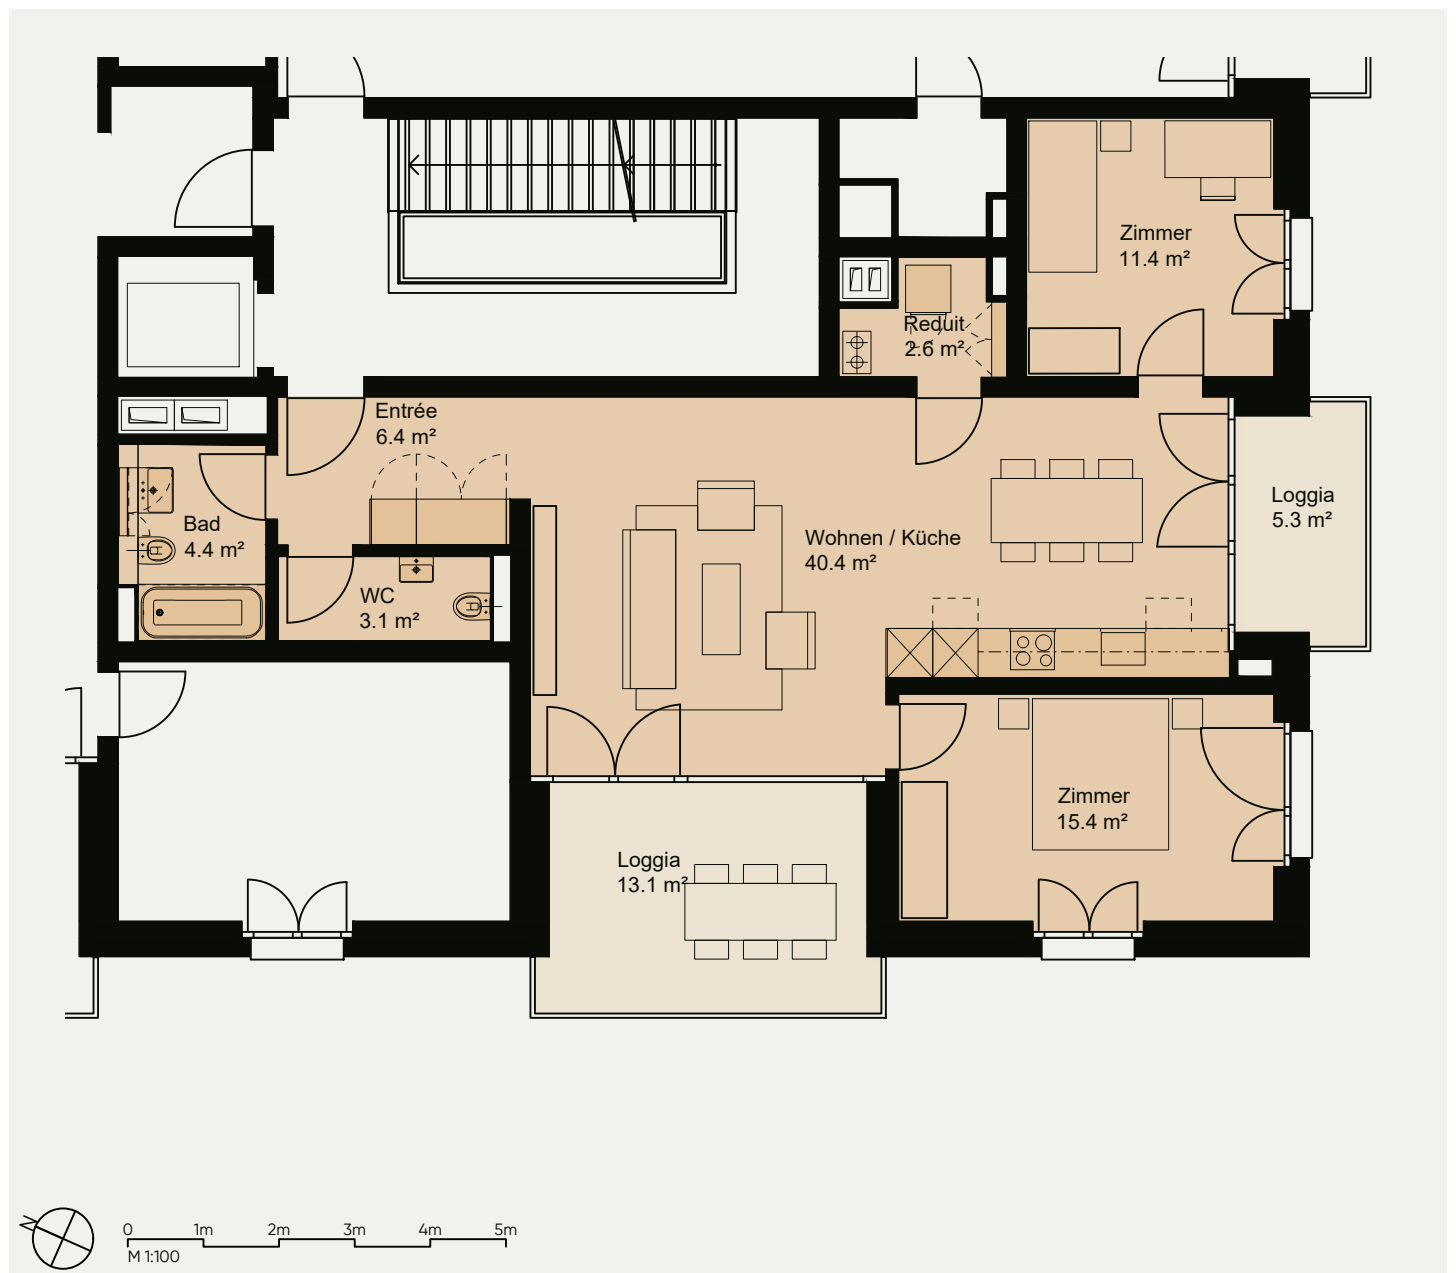 Zimmer
11.4 m²
Reduit
2.6 m²
Entrée
6.4 m²
Loggia
5.3 m²
Bad
4.4 m²
Wohnen / Küche
40.4 m²
WC
3.1 m²
Zimmer
15.4 m²
Loggia
13.1 m²
N
0 1m 2m 3m 4m 5m
M 1:100